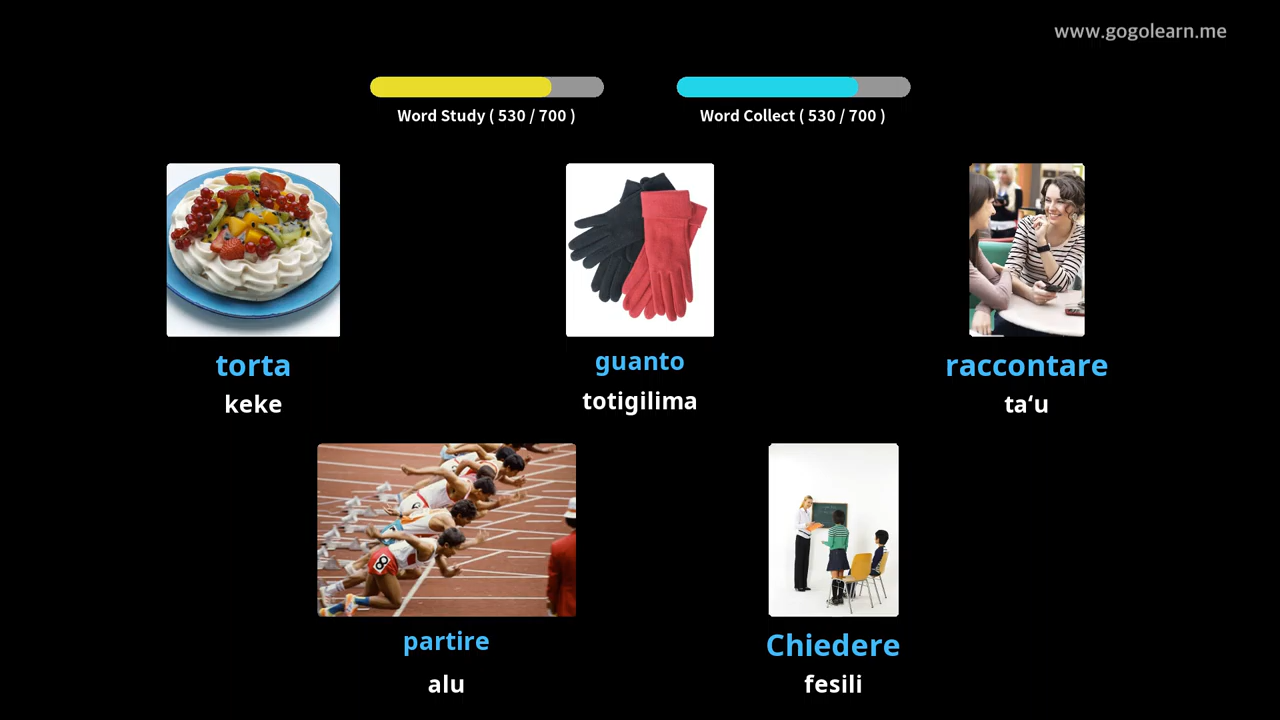 www.gogolearn.me
Word Study ( 530 / 700 )
Word Collect ( 530 / 700 )
torta
keke
guanto
totigilima
raccontare
taʻu
partire
alu
Chiedere
fesili